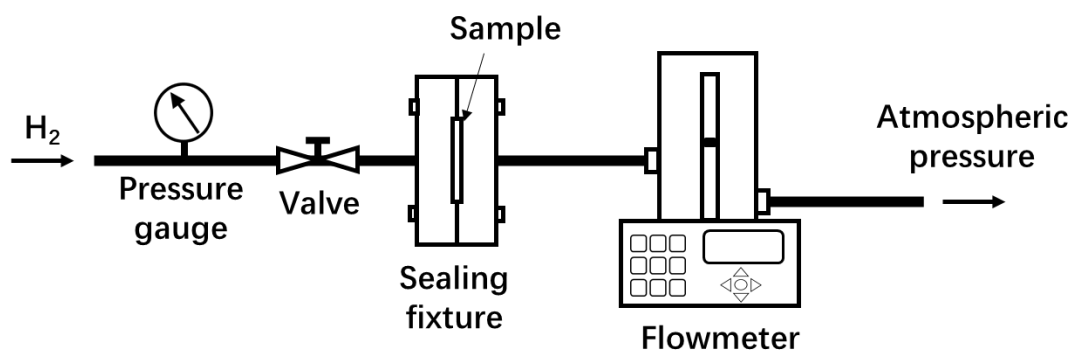 Sample
H₂
Pressure
gauge
Valve
Sealing
fixture
Flowmeter
Atmospheric
pressure